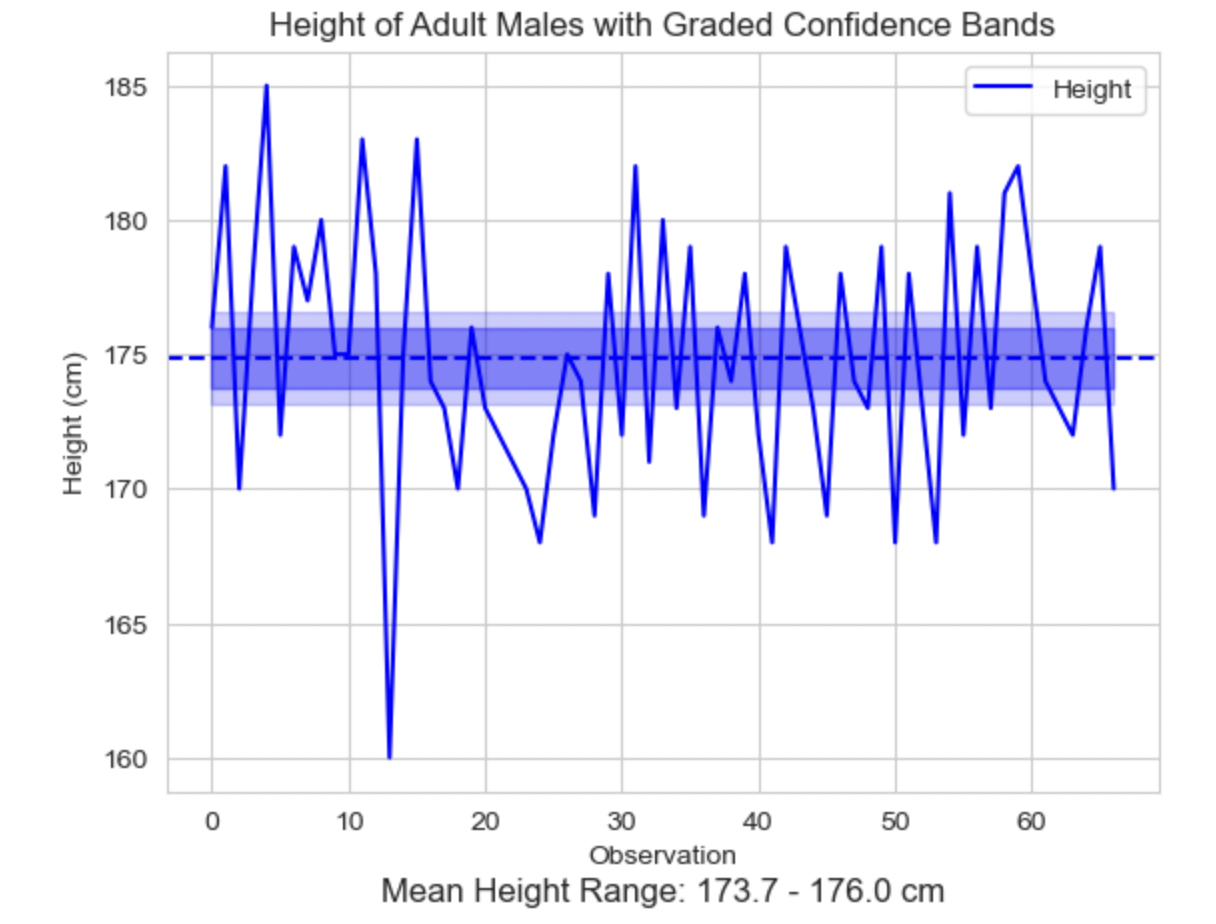 Height of Adult Males with Graded Confidence Bands
Height
185
180
175
170
165
160
Height (cm)
0 10 20 30 40 50 60
Observation
Mean Height Range: 173.7 - 176.0 cm